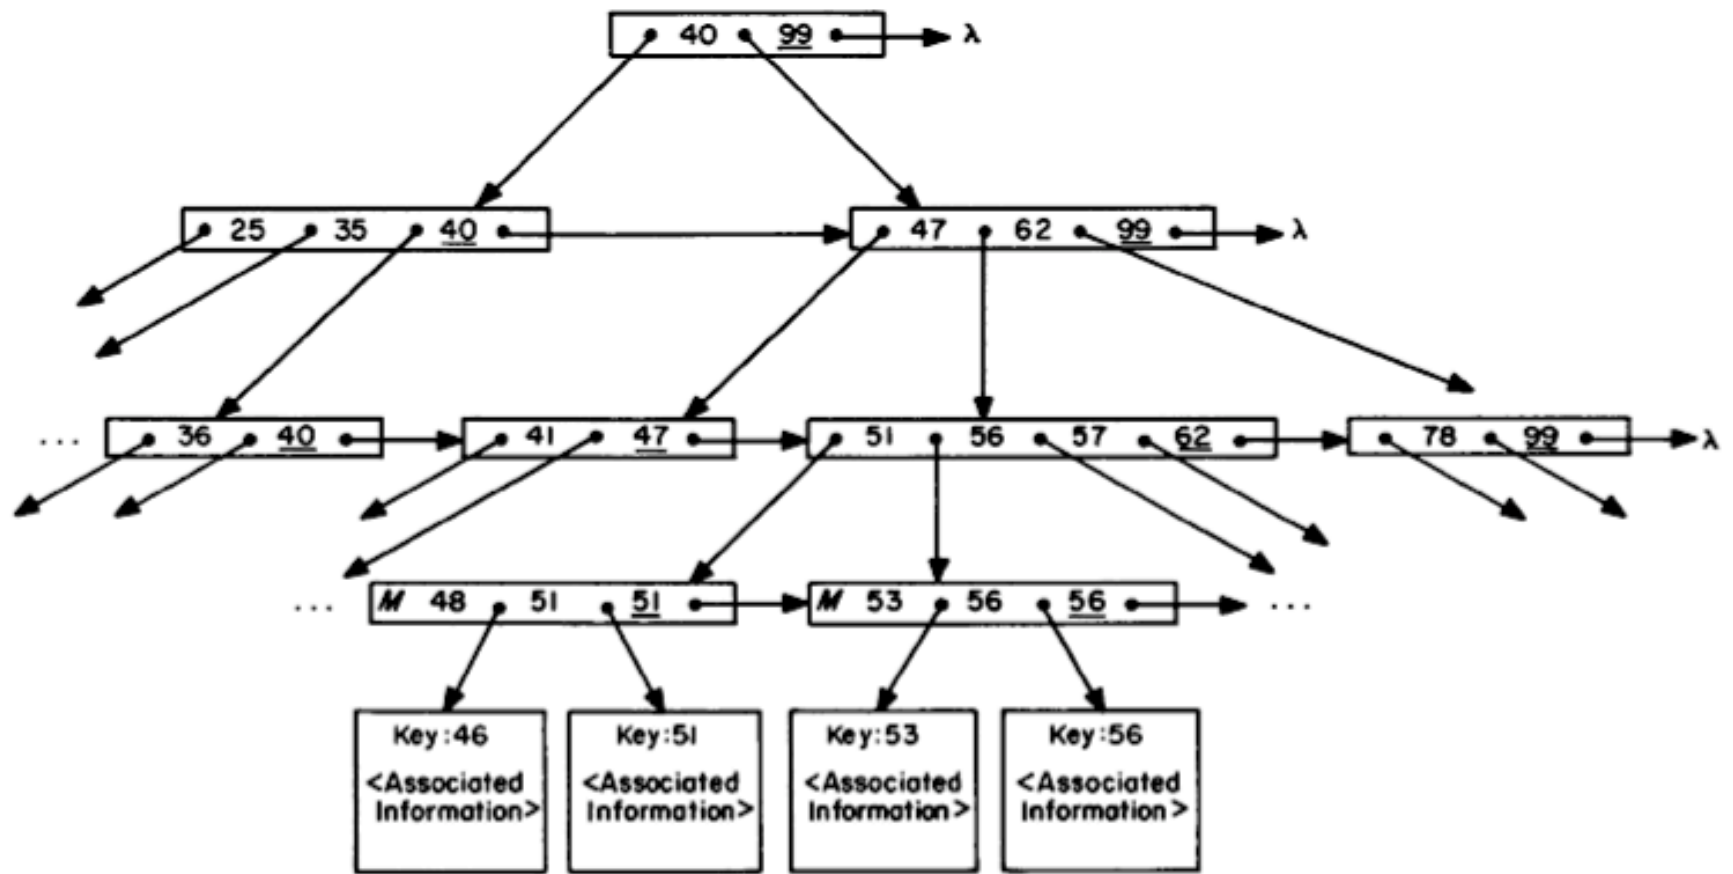 40 99 λ
25 35 40 47 62 99 λ
... 36 40 41 47 51 56 57 62 78 99 λ
... M 48 51 51 M 53 56 56 ...
Key:46 Key:51 Key:53 Key:56
<Associated <Associated <Associated <Associated
Information> Information> Information> Information>